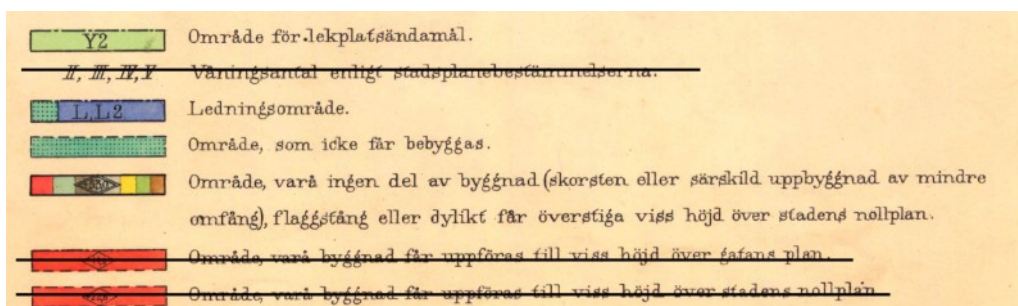 Y2 Område för lekplatsändamål.
II, III, IV, V Våningsantal enligt stadsplanebestämmelserna.
L, L2 Ledningsområde.
Område, som icke får bebyggas.
Område, varå ingen del av byggnad (skorsten eller särskild uppbyggnad av mindre
omfång), flaggstång eller dylikt får överstiga viss höjd över stadens nollplan.
Område, varå byggnad får uppföras till viss höjd över gatans plan.
Område, varå byggnad får uppföras till viss höjd över stadens nollplan